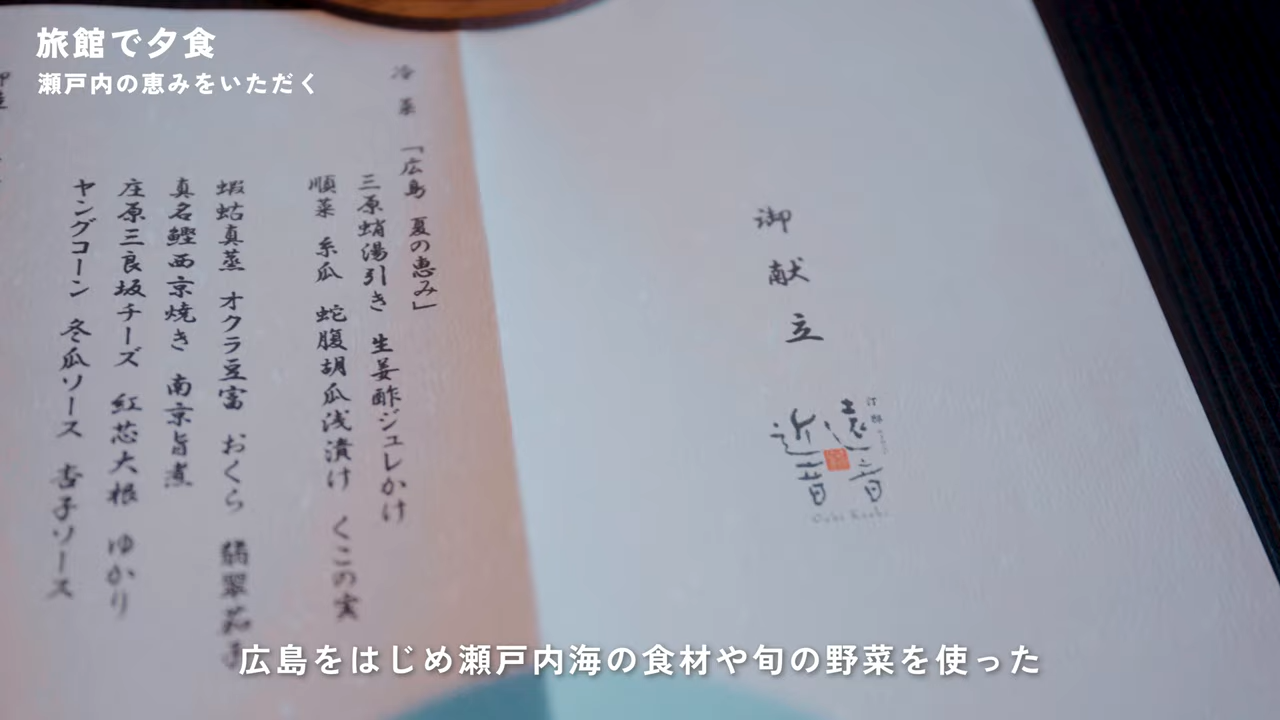 旅館で夕食
瀬戸内の恵みをいただく
御献立
遠音
近音
冷菜 「広島 夏の恵み」
三原蛸湯引き 生姜酢ジュレかけ
順菜 糸瓜 蛇腹胡瓜浅漬け くこの実
蝦蛄真蒸 オクラ豆富 おくら 翡翠茄子
真名鰹西京焼き 南京旨煮
庄原三良坂チーズ 紅芯大根 ゆかり
ヤングコーン 冬瓜ソース 杏子ソース
広島をはじめ瀬戸内海の食材や旬の野菜を使った